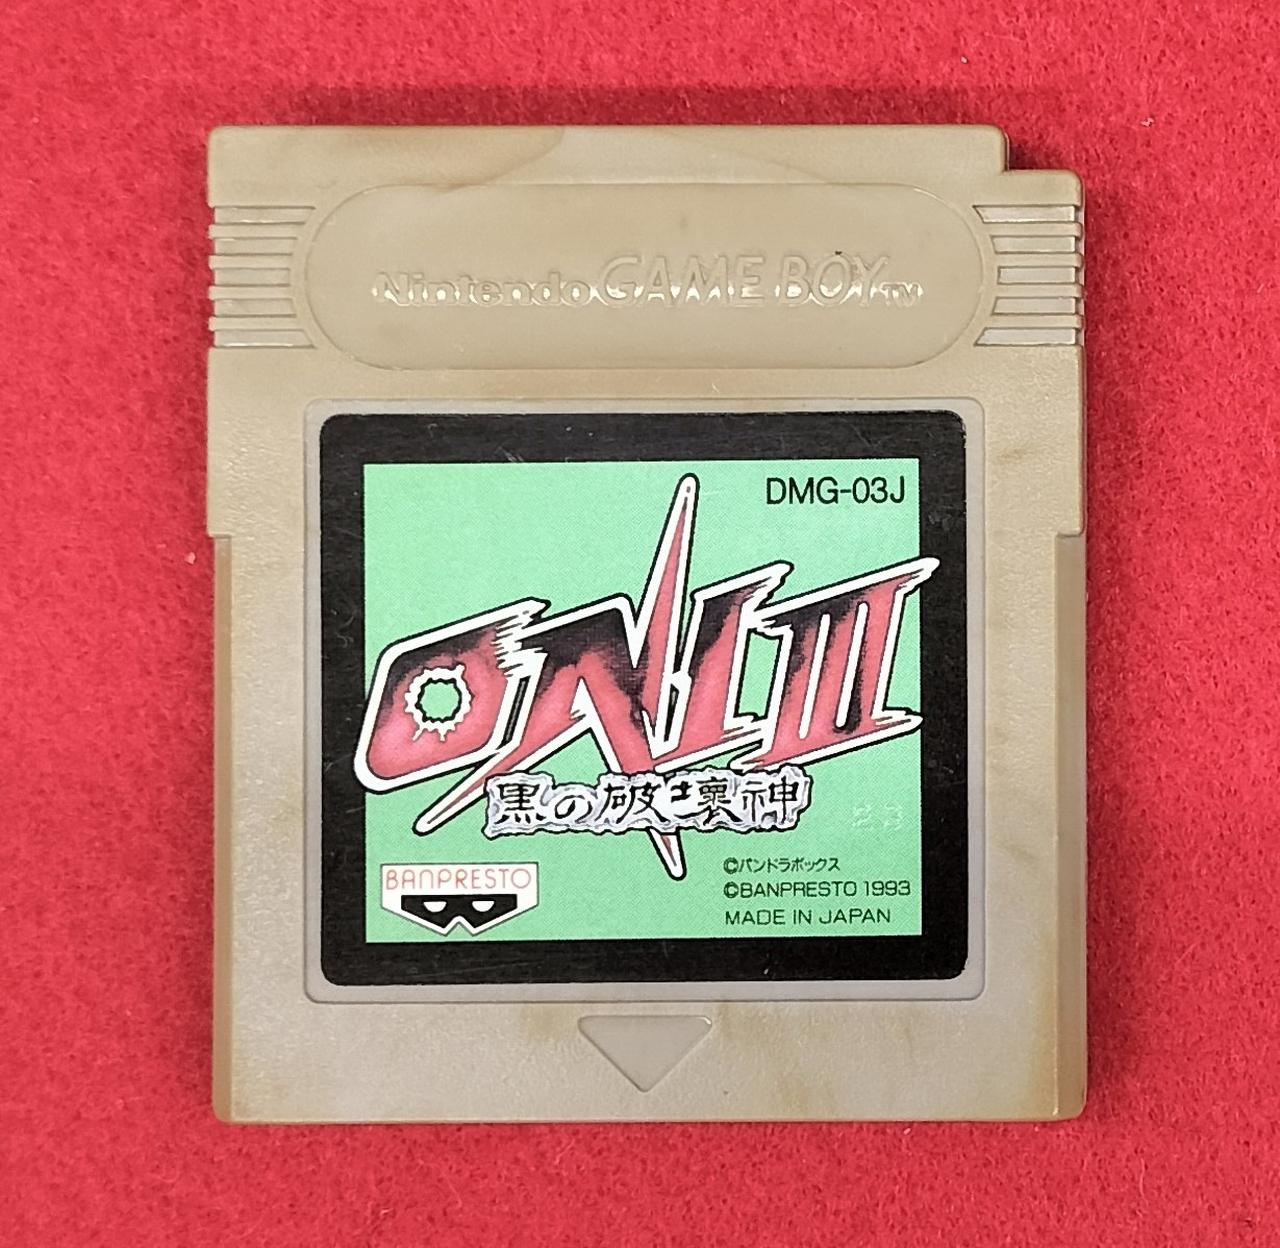 Nintendo GAME BOY TM
DMG-03J
ONI III
黒の破壊神
BANPRESTO
©パンドラボックス
©BANPRESTO 1993
MADE IN JAPAN